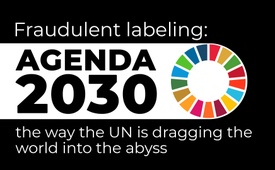 Fraudulent labeling:
AGENDA
2030
the way the UN is dragging the
world into the abyss